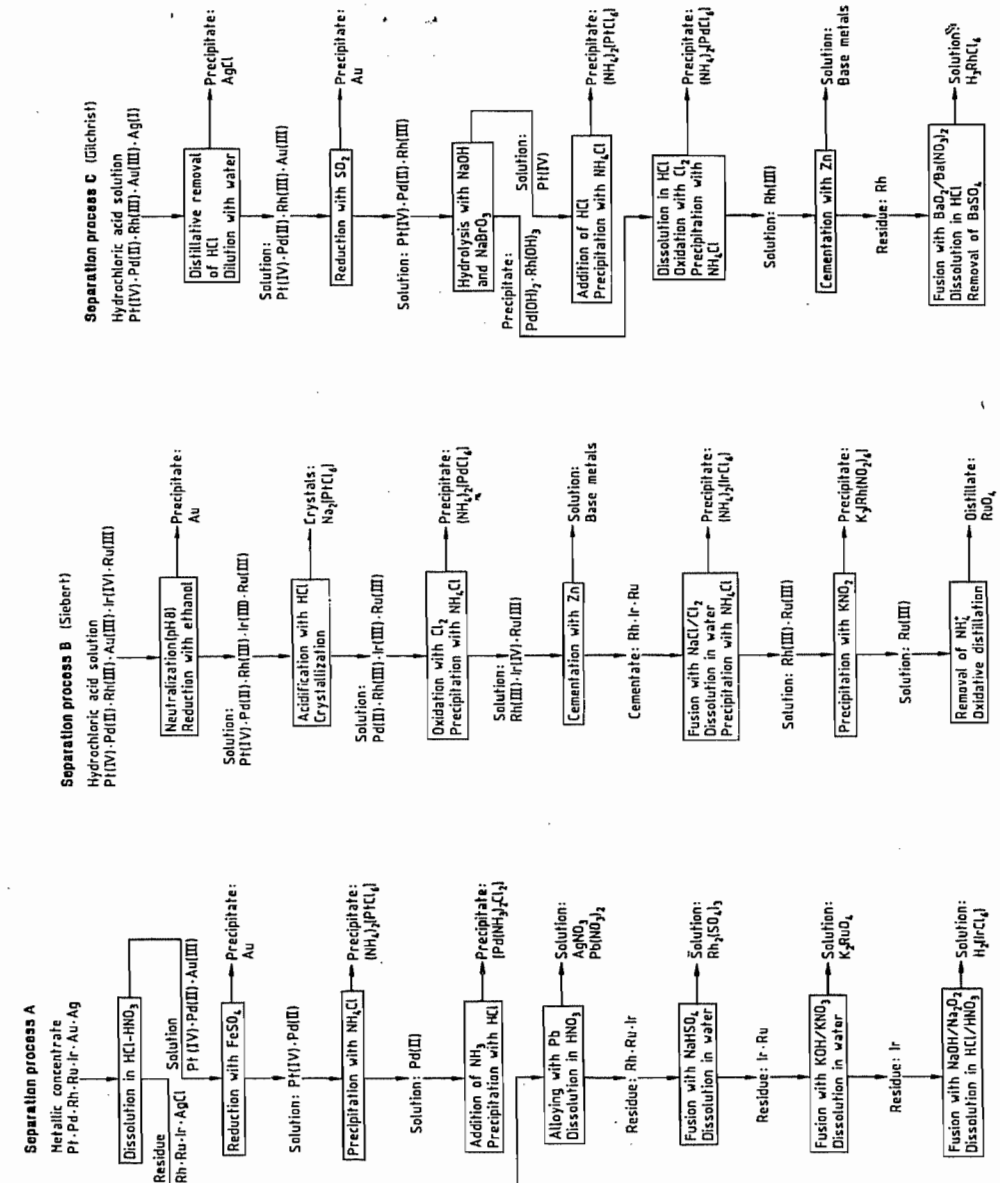 Separation process A
Metallic concentrate
Pt·Pd·Rh·Ru·Ir·Au·Ag
Dissolution in HCl-HNO₃
Residue
Rh·Ru·Ir·AgCl
Solution
Pt(IV)·Pd(II)·Au(III)
Reduction with FeSO₄
Precipitate:
Au
Solution: Pt(IV)·Pd(II)
Precipitation with NH₄Cl
Precipitate:
(NH₄)₂[PtCl₆]
Solution: Pd(II)
Addition of NH₃
Precipitation with HCl
Precipitate:
[Pd(NH₃)₂Cl₂]
Alloying with Pb
Dissolution in HNO₃
Solution:
AgNO₃
Pb(NO₃)₂
Residue: Rh·Ru·Ir
Fusion with NaHSO₄
Dissolution in water
Solution:
Rh₂(SO₄)₃
Residue: Ir·Ru
Fusion with KOH/KNO₃
Dissolution in water
Solution:
K₂RuO₄
Residue: Ir
Fusion with NaOH/Na₂O₂
Dissolution in HCl/HNO₃
Solution:
H₂[IrCl₆]
Separation process B (Siebert)
Hydrochloric acid solution
Pt(IV)·Pd(II)·Rh(III)·Au(III)·Ir(IV)·Ru(III)
Neutralization(pH8)
Reduction with ethanol
Precipitate:
Au
Solution:
Pt(IV)·Pd(II)·Rh(III)·Ir(III)·Ru(III)
Acidification with HCl
Crystallization
Crystals:
Na₂[PtCl₆]
Solution:
Pd(II)·Rh(III)·Ir(III)·Ru(III)
Oxidation with Cl₂
Precipitation with NH₄Cl
Precipitate:
(NH₄)₂[PdCl₆]
Solution:
Rh(III)·Ir(IV)·Ru(III)
Cementation with Zn
Solution:
Base metals
Cementate: Rh·Ir·Ru
Fusion with NaCl/Cl₂
Dissolution in water
Precipitation with NH₄Cl
Precipitate:
(NH₄)₂[IrCl₆]
Solution: Rh(III)·Ru(III)
Precipitation with KNO₂
Precipitate:
K₃[Rh(NO₂)₆]
Solution: Ru(III)
Removal of NH₄⁺
Oxidative distillation
Distillate:
RuO₄
Separation process C (Gilchrist)
Hydrochloric acid solution
Pt(IV)·Pd(II)·Rh(III)·Au(III)·Ag(I)
Distillative removal
of HCl
Dilution with water
Precipitate:
AgCl
Solution:
Pt(IV)·Pd(II)·Rh(III)·Au(III)
Reduction with SO₂
Precipitate:
Au
Solution: Pt(IV)·Pd(II)·Rh(III)
Hydrolysis with NaOH
and NaBrO₃
Precipitate:
Pd(OH)₂·Rh(OH)₃
Solution:
Pt(IV)
Addition of HCl
Precipitation with NH₄Cl
Precipitate:
(NH₄)₂[PtCl₆]
Dissolution in HCl
Oxidation with Cl₂
Precipitation with
NH₄Cl
Precipitate:
(NH₄)₂[PdCl₆]
Solution: Rh(III)
Cementation with Zn
Solution:
Base metals
Residue: Rh
Fusion with BaO₂/Ba(NO₃)₂
Dissolution in HCl
Removal of BaSO₄
Solution:
H₃RhCl₆